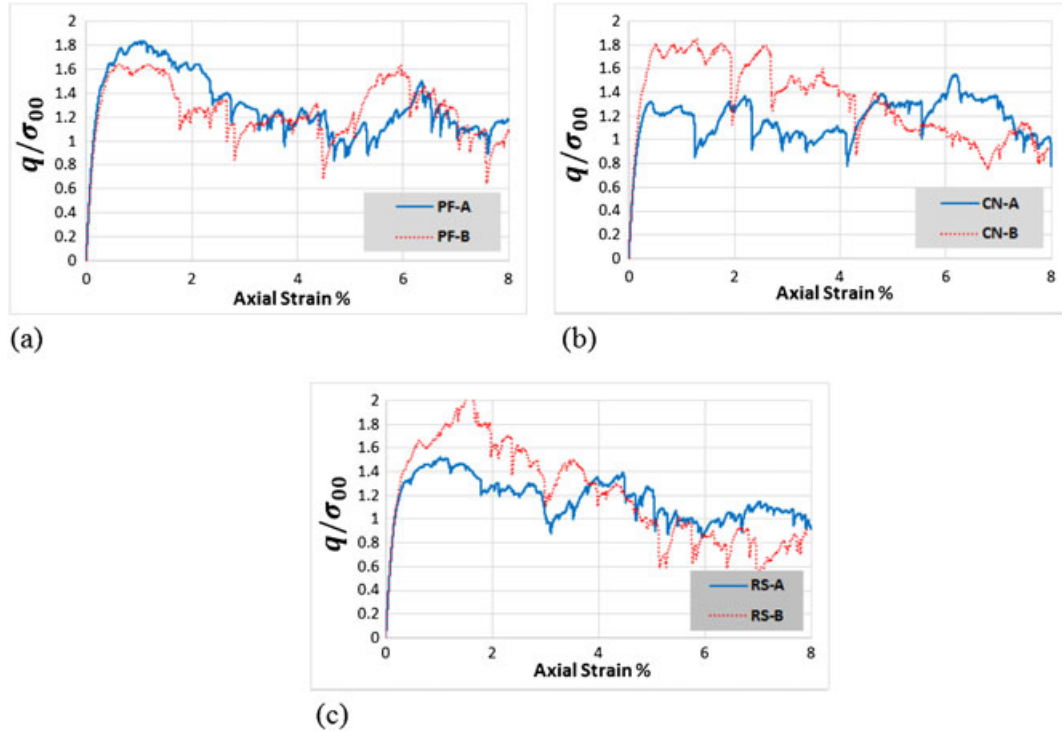 q/σ₀₀
2
1.8
1.6
1.4
1.2
1
0.8
0.6
0.4
0.2
0
0 2 4 6 8
Axial Strain %
PF-A
PF-B
(a)
q/σ₀₀
2
1.8
1.6
1.4
1.2
1
0.8
0.6
0.4
0.2
0
0 2 4 6 8
Axial Strain %
CN-A
CN-B
(b)
q/σ₀₀
2
1.8
1.6
1.4
1.2
1
0.8
0.6
0.4
0.2
0
0 2 4 6 8
Axial Strain %
RS-A
RS-B
(c)